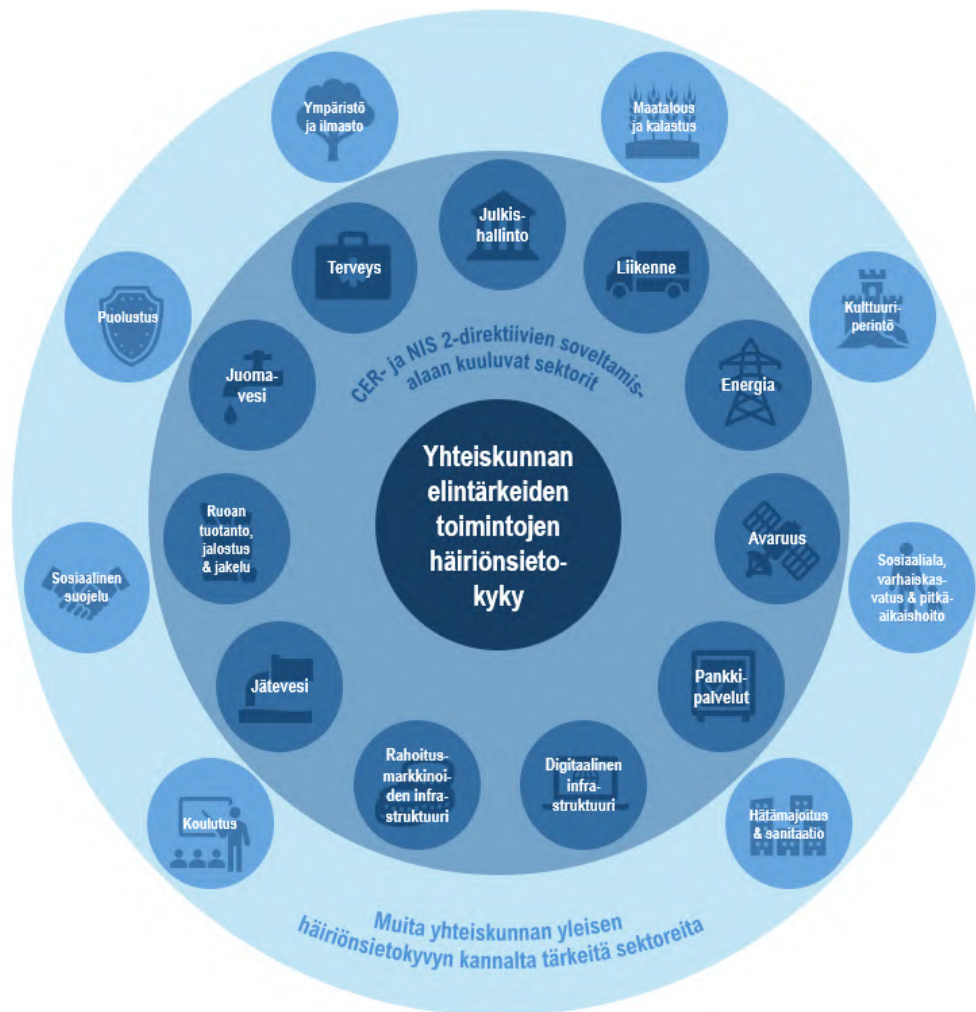 Ympäristö
ja ilmasto
Maatalous
ja kalastus
Julkis-
hallinto
Terveys
Liikenne
Puolustus
Kulttuuri-
perintö
CER- ja NIS 2-direktiivien soveltamis-
alaan kuuluvat sektorit
Juoma-
vesi
Energia
Yhteiskunnan
elintärkeiden
toimintojen
häiriönsieto-
kyky
Ruoan
tuotanto,
jalostus
& jakelu
Avaruus
Sosiaalinen
suojelu
Sosiaaliala,
varhaiskas-
vatus & pitkä-
aikaishoito
Jätevesi
Pankki-
palvelut
Rahoitus-
markkinoi-
den infra-
struktuuri
Digitaalinen
infra-
struktuuri
Koulutus
Hätämajoitus
& sanitaatio
Muita yhteiskunnan yleisen
häiriönsietokyvyn kannalta tärkeitä sektoreita